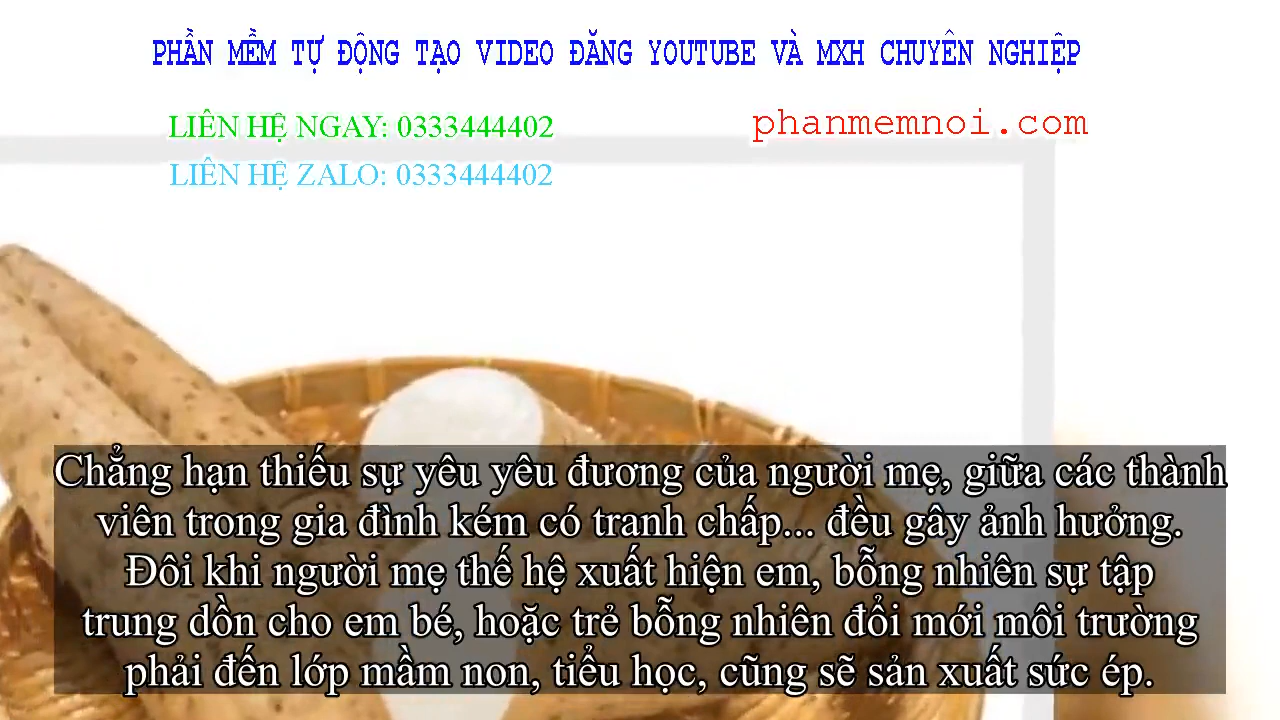 PHẦN MỀM TỰ ĐỘNG TẠO VIDEO ĐĂNG YOUTUBE VÀ MXH CHUYÊN NGHIỆP
LIÊN HỆ NGAY: 0333444402
phanmemnoi.com
LIÊN HỆ ZALO: 0333444402
Chẳng hạn thiếu sự yêu yêu đương của người mẹ, giữa các thành
viên trong gia đình kém có tranh chấp... đều gây ảnh hưởng.
Đôi khi người mẹ thế hệ xuất hiện em, bỗng nhiên sự tập
trung dồn cho em bé, hoặc trẻ bỗng nhiên đổi mới môi trường
phải đến lớp mầm non, tiểu học, cũng sẽ sản xuất sức ép.